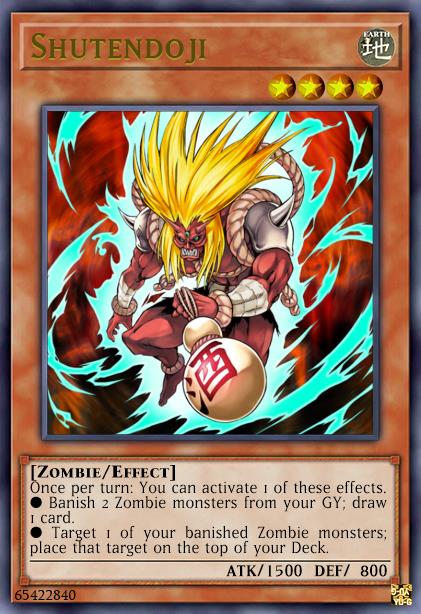 SHUTENDOJI
EARTH
地
酒
[ZOMBIE/EFFECT]
Once per turn: You can activate 1 of these effects.
● Banish 2 Zombie monsters from your GY; draw
1 card.
● Target 1 of your banished Zombie monsters;
place that target on the top of your Deck.
ATK/1500 DEF/ 800
65422840